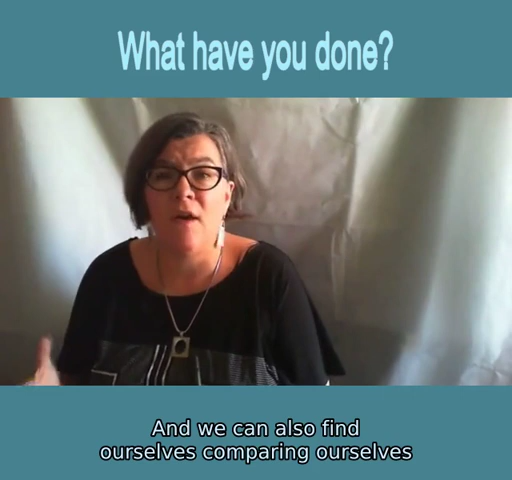 What have you done?
And we can also find
ourselves comparing ourselves